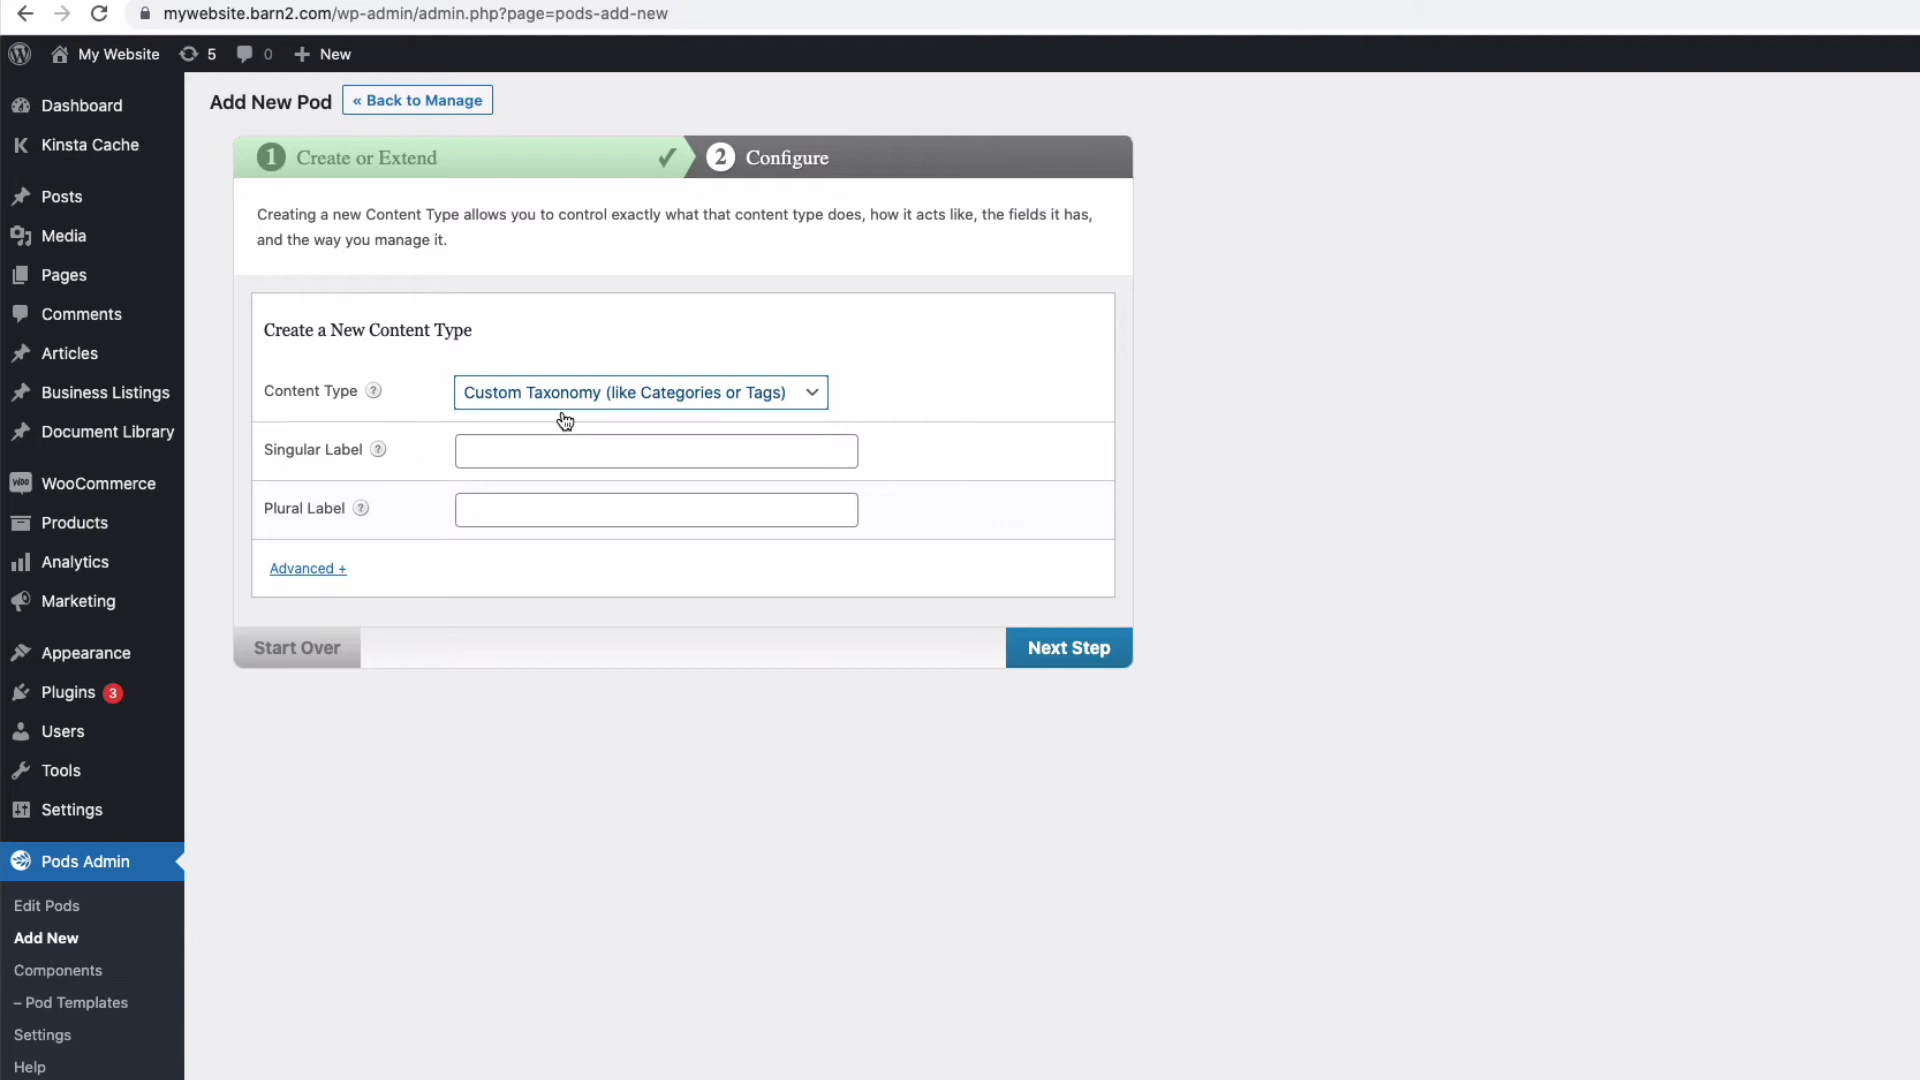 mywebsite.barn2.com/wp-admin/admin.php?page=pods-add-new
My Website 5 0 + New
Dashboard
Kinsta Cache
Posts
Media
Pages
Comments
Articles
Business Listings
Document Library
WooCommerce
Products
Analytics
Marketing
Appearance
Plugins 3
Users
Tools
Settings
Pods Admin
Edit Pods
Add New
Components
– Pod Templates
Settings
Help
Add New Pod « Back to Manage
1 Create or Extend ✓ 2 Configure
Creating a new Content Type allows you to control exactly what that content type does, how it acts like, the fields it has,
and the way you manage it.
Create a New Content Type
Content Type ? Custom Taxonomy (like Categories or Tags)
Singular Label ?
Plural Label ?
Advanced +
Start Over Next Step